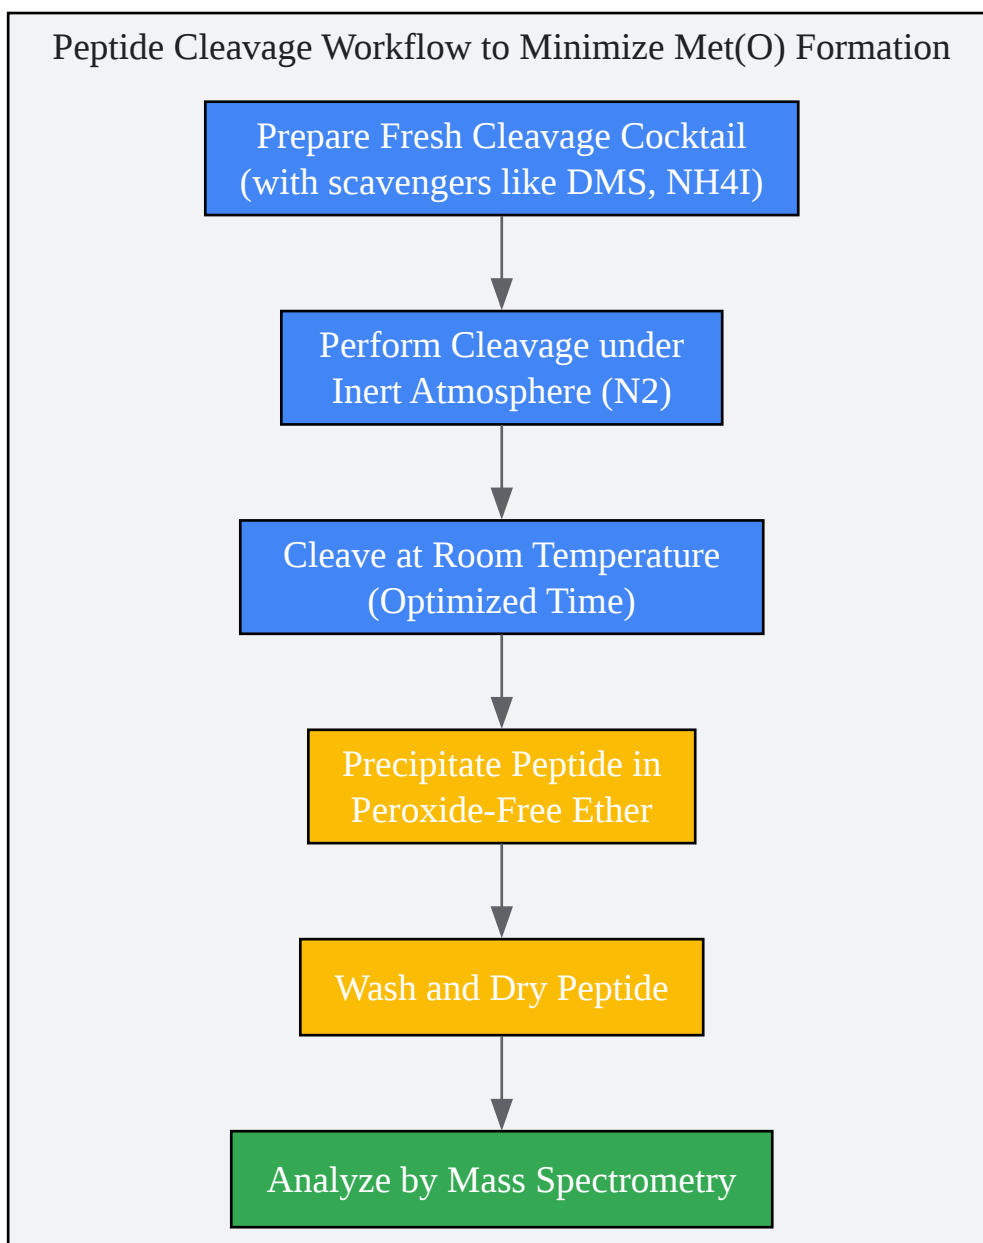 Peptide Cleavage Workflow to Minimize Met(O) Formation
Prepare Fresh Cleavage Cocktail
(with scavengers like DMS, NH4I)
Perform Cleavage under
Inert Atmosphere (N2)
Cleave at Room Temperature
(Optimized Time)
Precipitate Peptide in
Peroxide-Free Ether
Wash and Dry Peptide
Analyze by Mass Spectrometry